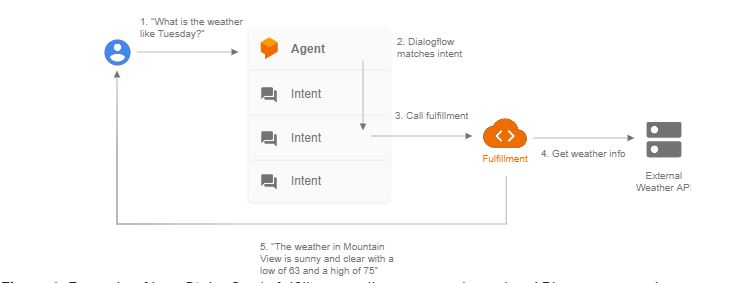 1. "What is the weather
like Tuesday?"
Agent
2. Dialogflow
matches intent
Intent
3. Call fulfillment
Intent
Fulfillment
4. Get weather info
Intent
External
Weather AP
5. "The weather in Mountain
View is sunny and clear with a
low of 63 and a high of 75"